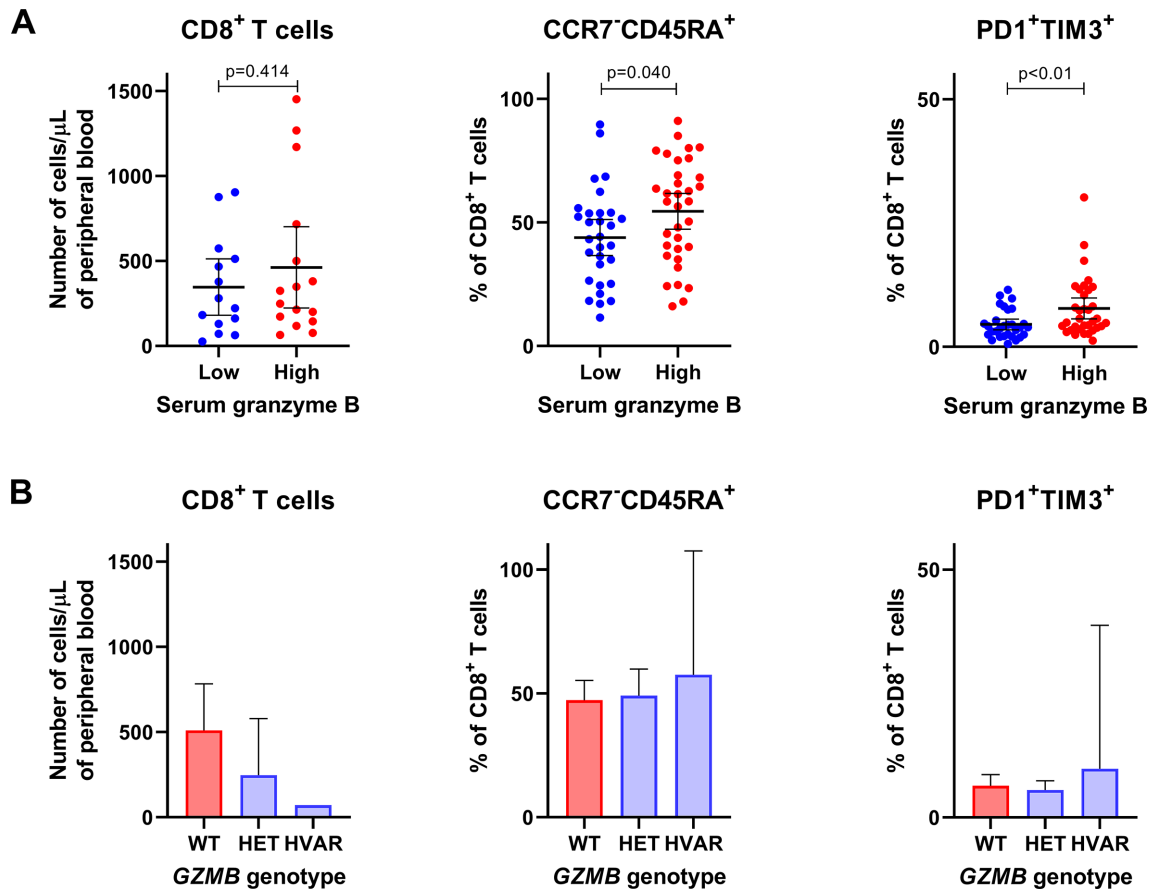 A
CD8⁺ T cells
p=0.414
Number of cells/μL
of peripheral blood
1500
1000
500
0
Low High
Serum granzyme B
CCR7⁻CD45RA⁺
p=0.040
% of CD8⁺ T cells
100
50
0
Low High
Serum granzyme B
PD1⁺TIM3⁺
p<0.01
% of CD8⁺ T cells
50
0
Low High
Serum granzyme B
B
CD8⁺ T cells
Number of cells/μL
of peripheral blood
1500
1000
500
0
WT HET HVAR
GZMB genotype
CCR7⁻CD45RA⁺
% of CD8⁺ T cells
100
50
0
WT HET HVAR
GZMB genotype
PD1⁺TIM3⁺
% of CD8⁺ T cells
50
0
WT HET HVAR
GZMB genotype